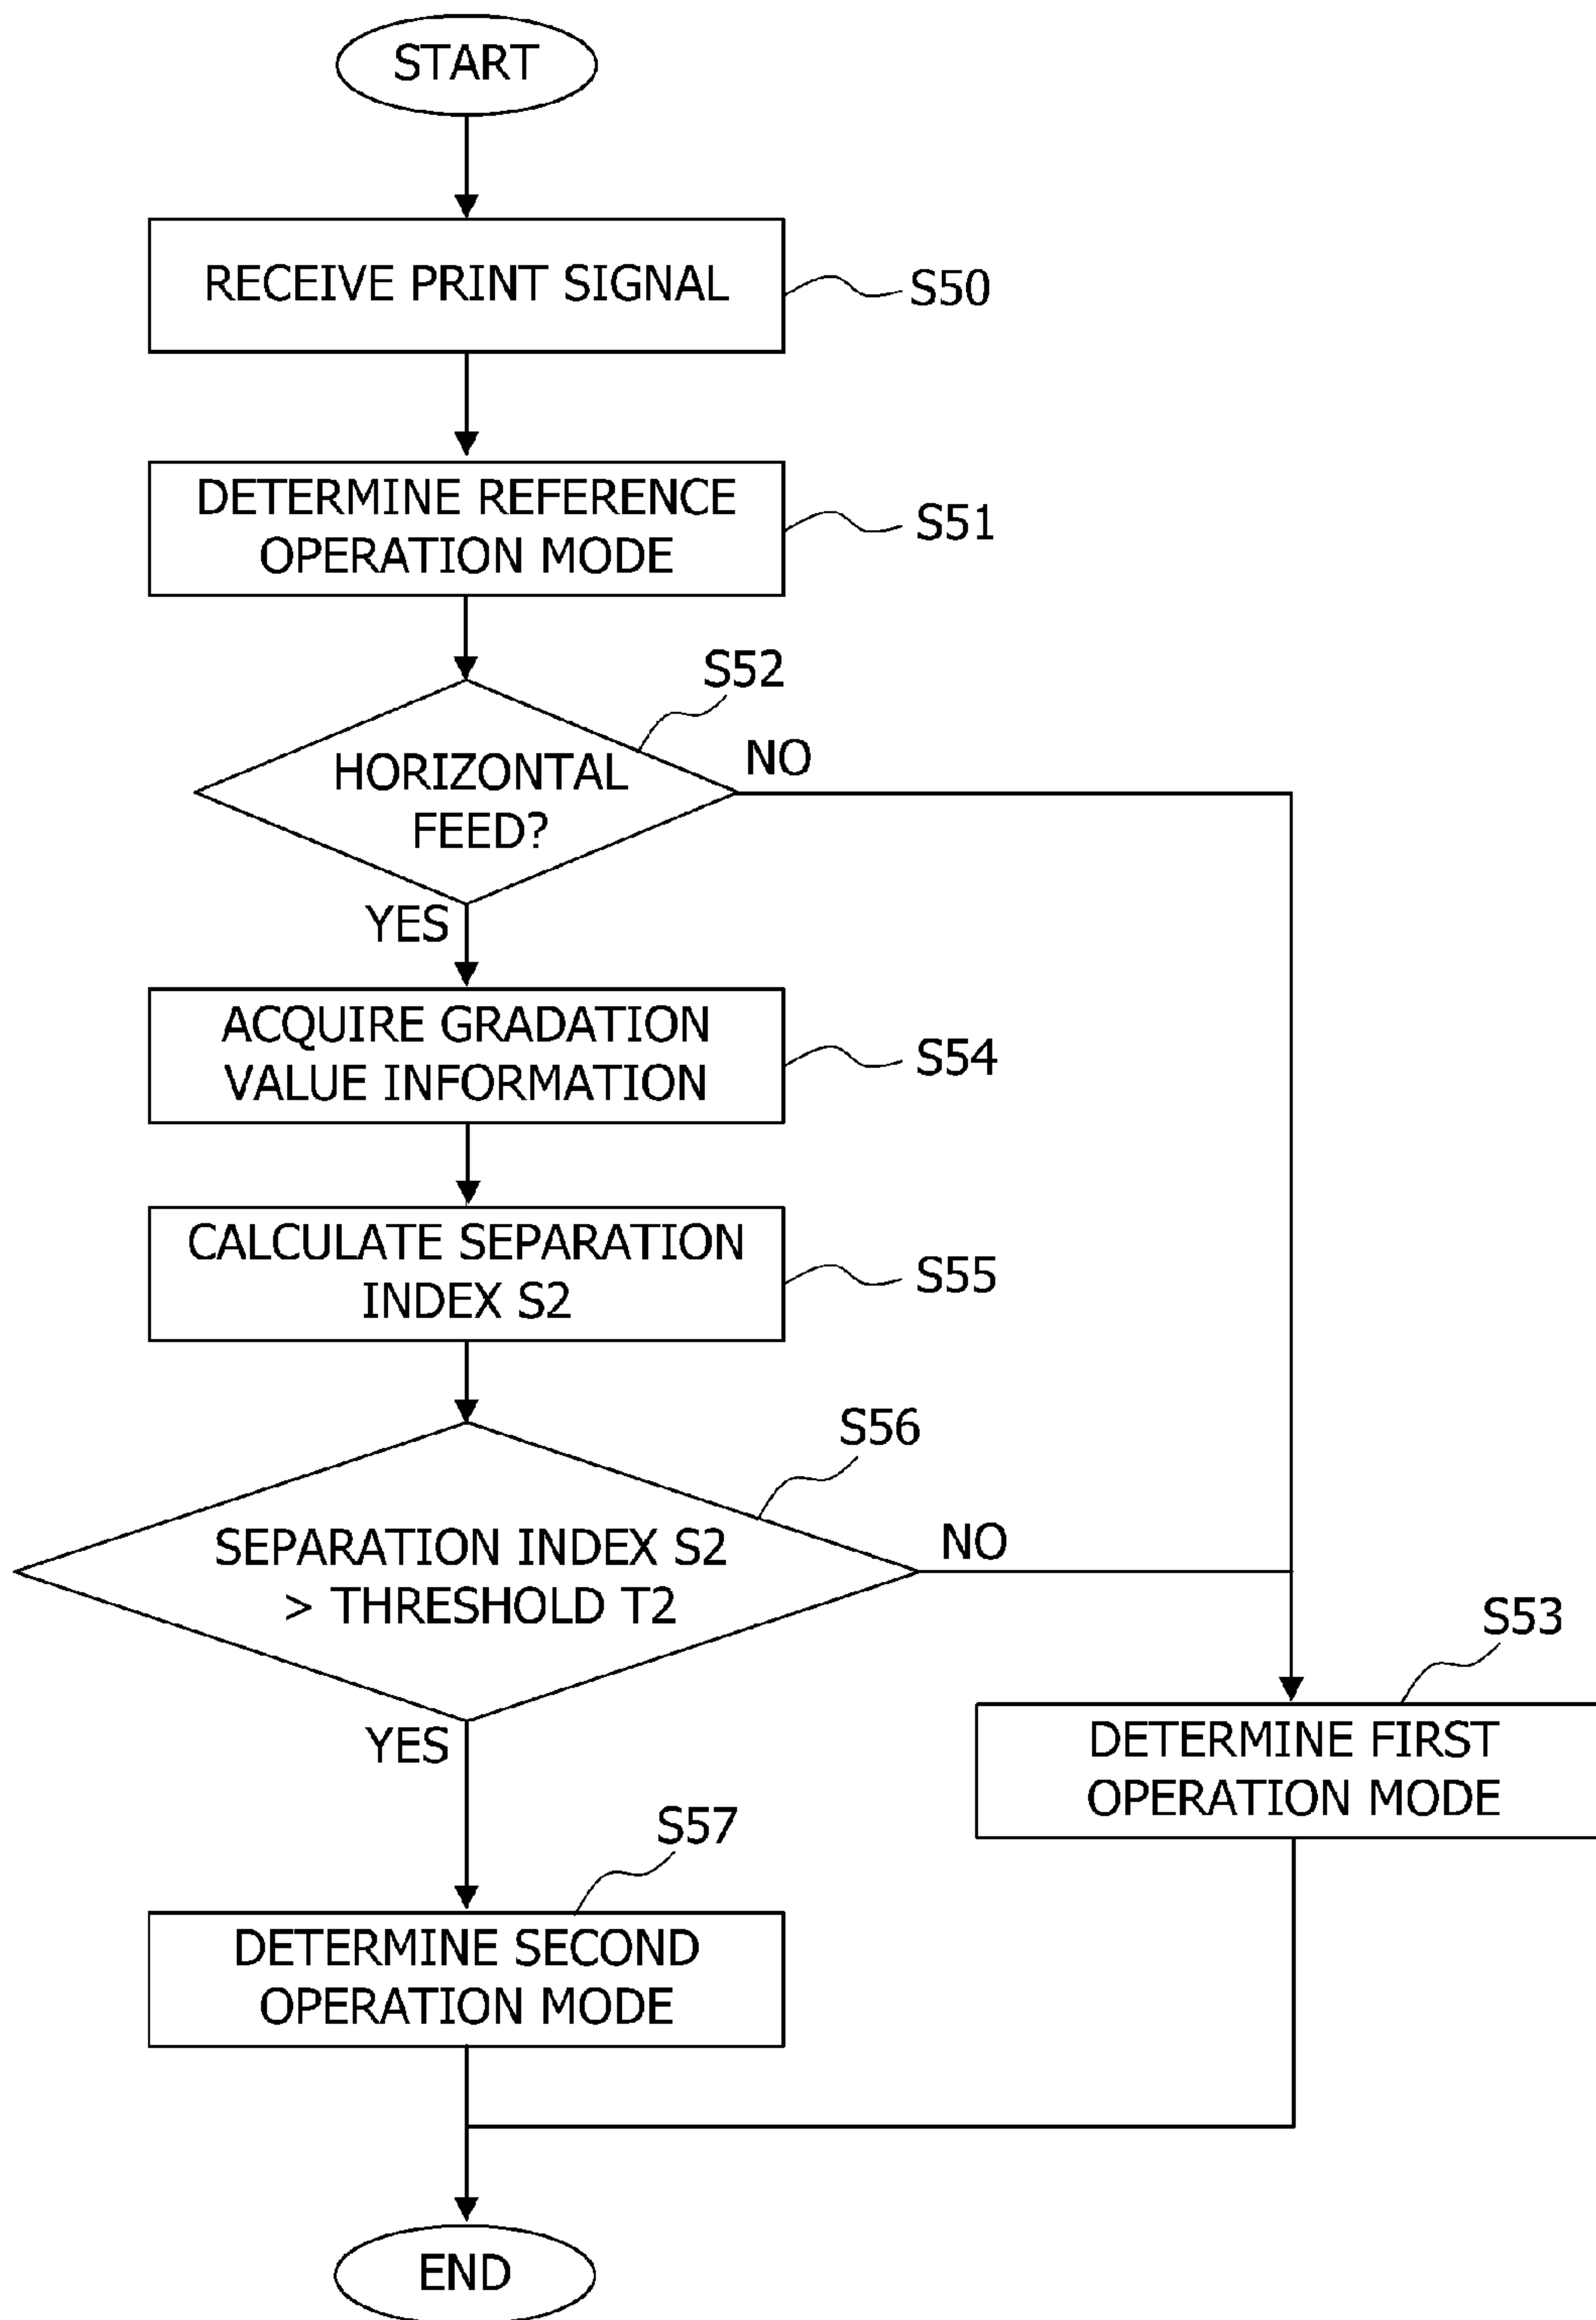 START
RECEIVE PRINT SIGNAL
S50
DETERMINE REFERENCE
OPERATION MODE
S51
S52
HORIZONTAL
FEED?
NO
YES
ACQUIRE GRADATION
VALUE INFORMATION
S54
CALCULATE SEPARATION
INDEX S2
S55
S56
SEPARATION INDEX S2
> THRESHOLD T2
NO
YES
S53
DETERMINE FIRST
OPERATION MODE
S57
DETERMINE SECOND
OPERATION MODE
END